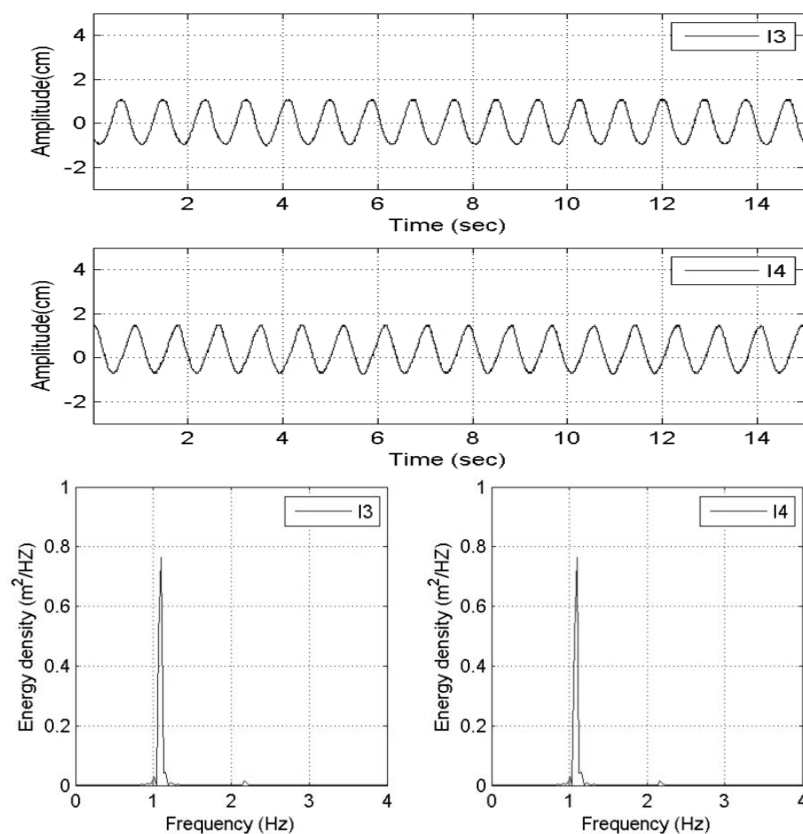 4
I3
2
0
-2
Amplitude(cm)
2 4 6 8 10 12 14
Time (sec)
4
I4
2
0
-2
Amplitude(cm)
2 4 6 8 10 12 14
Time (sec)
1
I3
0.8
0.6
0.4
0.2
0
Energy density (m²/HZ)
0 1 2 3 4
Frequency (Hz)
1
I4
0.8
0.6
0.4
0.2
0
Energy density (m²/HZ)
0 1 2 3 4
Frequency (Hz)